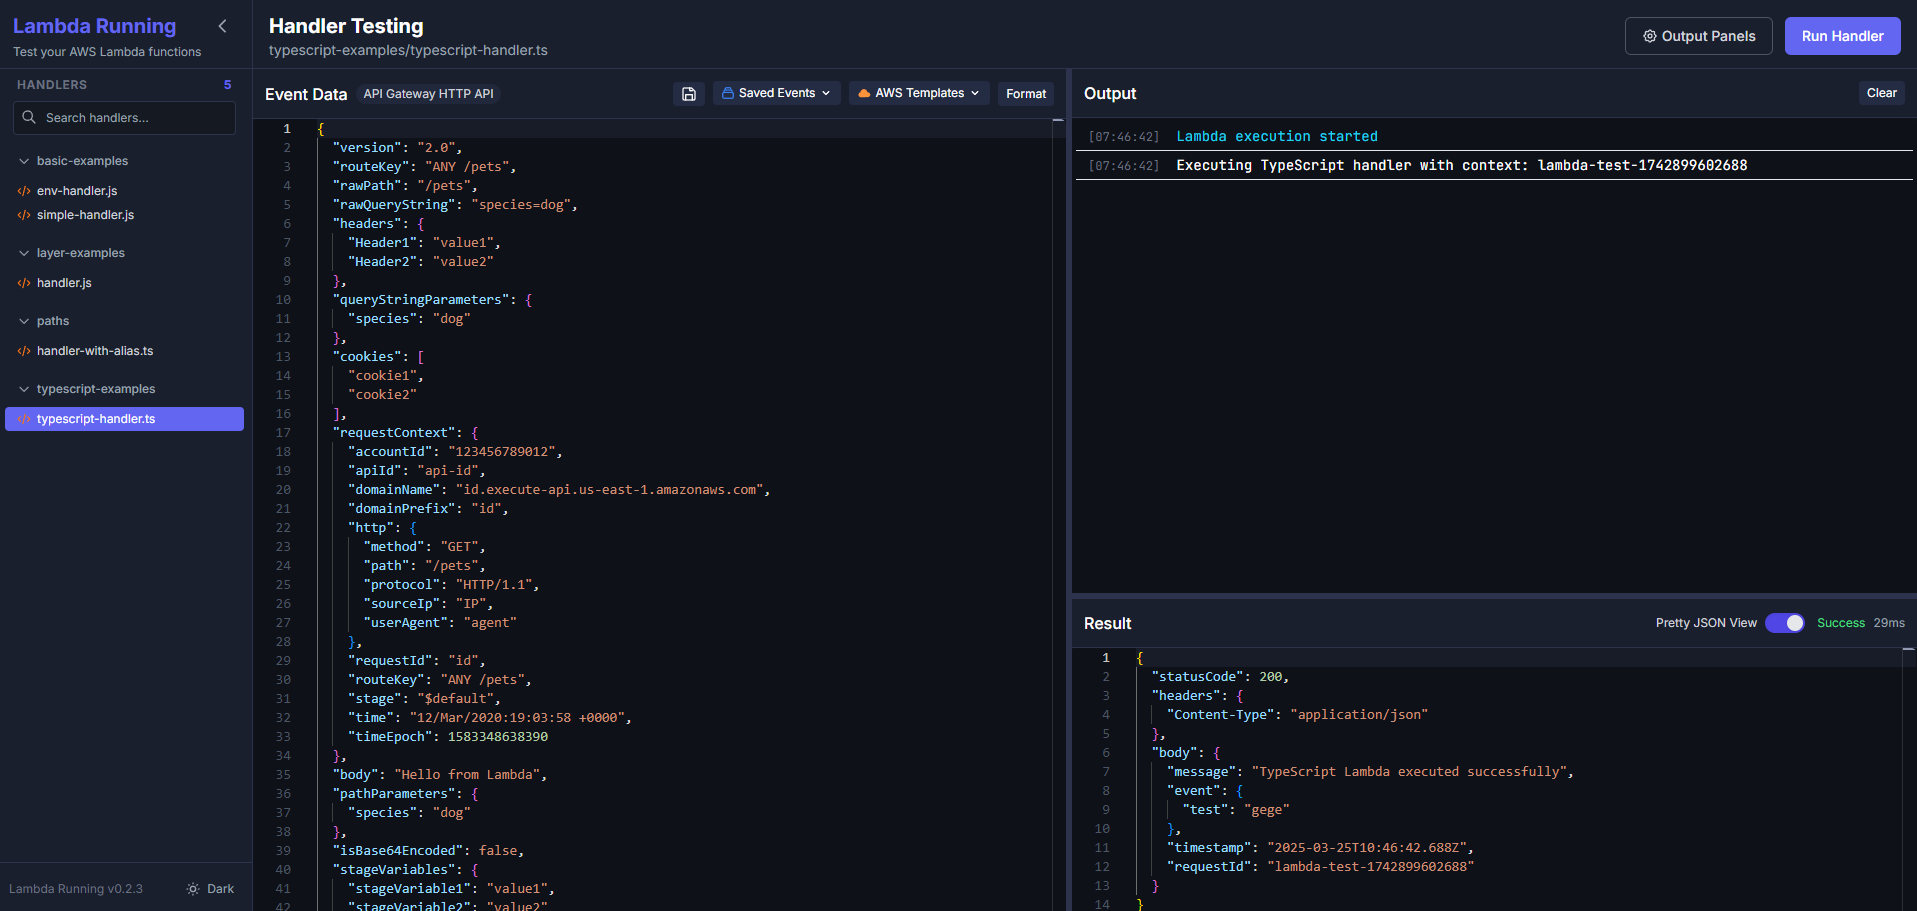 Lambda Running
Test your AWS Lambda functions
HANDLERS 5
Search handlers...
basic-examples
</> env-handler.js
</> simple-handler.js
layer-examples
</> handler.js
paths
</> handler-with-alias.ts
typescript-examples
</> typescript-handler.ts
Lambda Running v0.2.3
Dark
Handler Testing
typescript-examples/typescript-handler.ts
Output Panels
Run Handler
Event Data
API Gateway HTTP API
Saved Events
AWS Templates
Format
1 {
2 "version": "2.0",
3 "routeKey": "ANY /pets",
4 "rawPath": "/pets",
5 "rawQueryString": "species=dog",
6 "headers": {
7 "Header1": "value1",
8 "Header2": "value2"
9 },
10 "queryStringParameters": {
11 "species": "dog"
12 },
13 "cookies": [
14 "cookie1",
15 "cookie2"
16 ],
17 "requestContext": {
18 "accountId": "123456789012",
19 "apiId": "api-id",
20 "domainName": "id.execute-api.us-east-1.amazonaws.com",
21 "domainPrefix": "id",
22 "http": {
23 "method": "GET",
24 "path": "/pets",
25 "protocol": "HTTP/1.1",
26 "sourceIp": "IP",
27 "userAgent": "agent"
28 },
29 "requestId": "id",
30 "routeKey": "ANY /pets",
31 "stage": "$default",
32 "time": "12/Mar/2020:19:03:58 +0000",
33 "timeEpoch": 1583348638390
34 },
35 "body": "Hello from Lambda",
36 "pathParameters": {
37 "species": "dog"
38 },
39 "isBase64Encoded": false,
40 "stageVariables": {
41 "stageVariable1": "value1",
42 "stageVariable2": "value2"
Output
Clear
[07:46:42] Lambda execution started
[07:46:42] Executing TypeScript handler with context: lambda-test-1742899602688
Result
Pretty JSON View
Success 29ms
1 {
2 "statusCode": 200,
3 "headers": {
4 "Content-Type": "application/json"
5 },
6 "body": {
7 "message": "TypeScript Lambda executed successfully",
8 "event": {
9 "test": "gege"
10 },
11 "timestamp": "2025-03-25T10:46:42.688Z",
12 "requestId": "lambda-test-1742899602688"
13 }
14 }